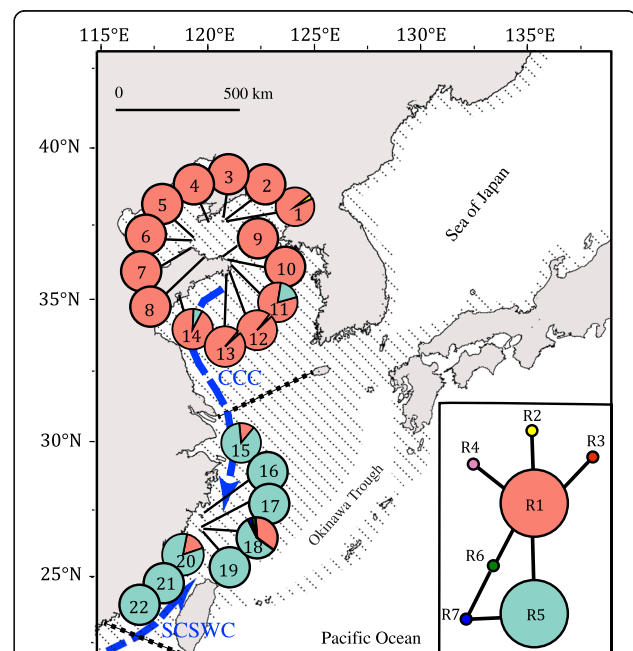 115°E 120°E 125°E 130°E 135°E
0 500 km
40°N
35°N
30°N
25°N
Sea of Japan
3
4 2
5 1
6 9
7 10
8 11
14 12
13
CCC
15
16
17
Okinawa Trough
18
20
19
21
22
SCSWC
Pacific Ocean
R2
R4 R3
R1
R6
R7 R5